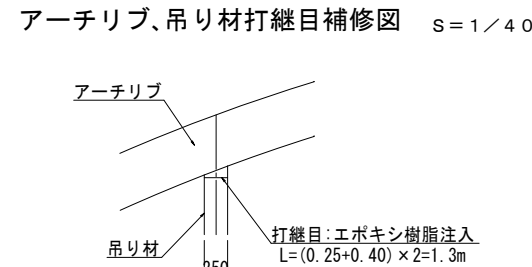 アーチリブ、吊り材打継目補修図 S=1/40
アーチリブ
打継目:エポキシ樹脂注入
L=(0.25+0.40)×2=1.3m
吊り材
250